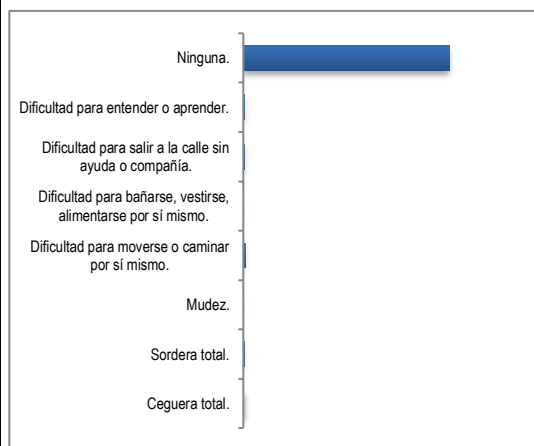 Ninguna.
Dificultad para entender o aprender.
Dificultad para salir a la calle sin
ayuda o compañía.
Dificultad para bañarse, vestirse,
alimentarse por sí mismo.
Dificultad para moverse o caminar
por sí mismo.
Mudez.
Sordera total.
Ceguera total.